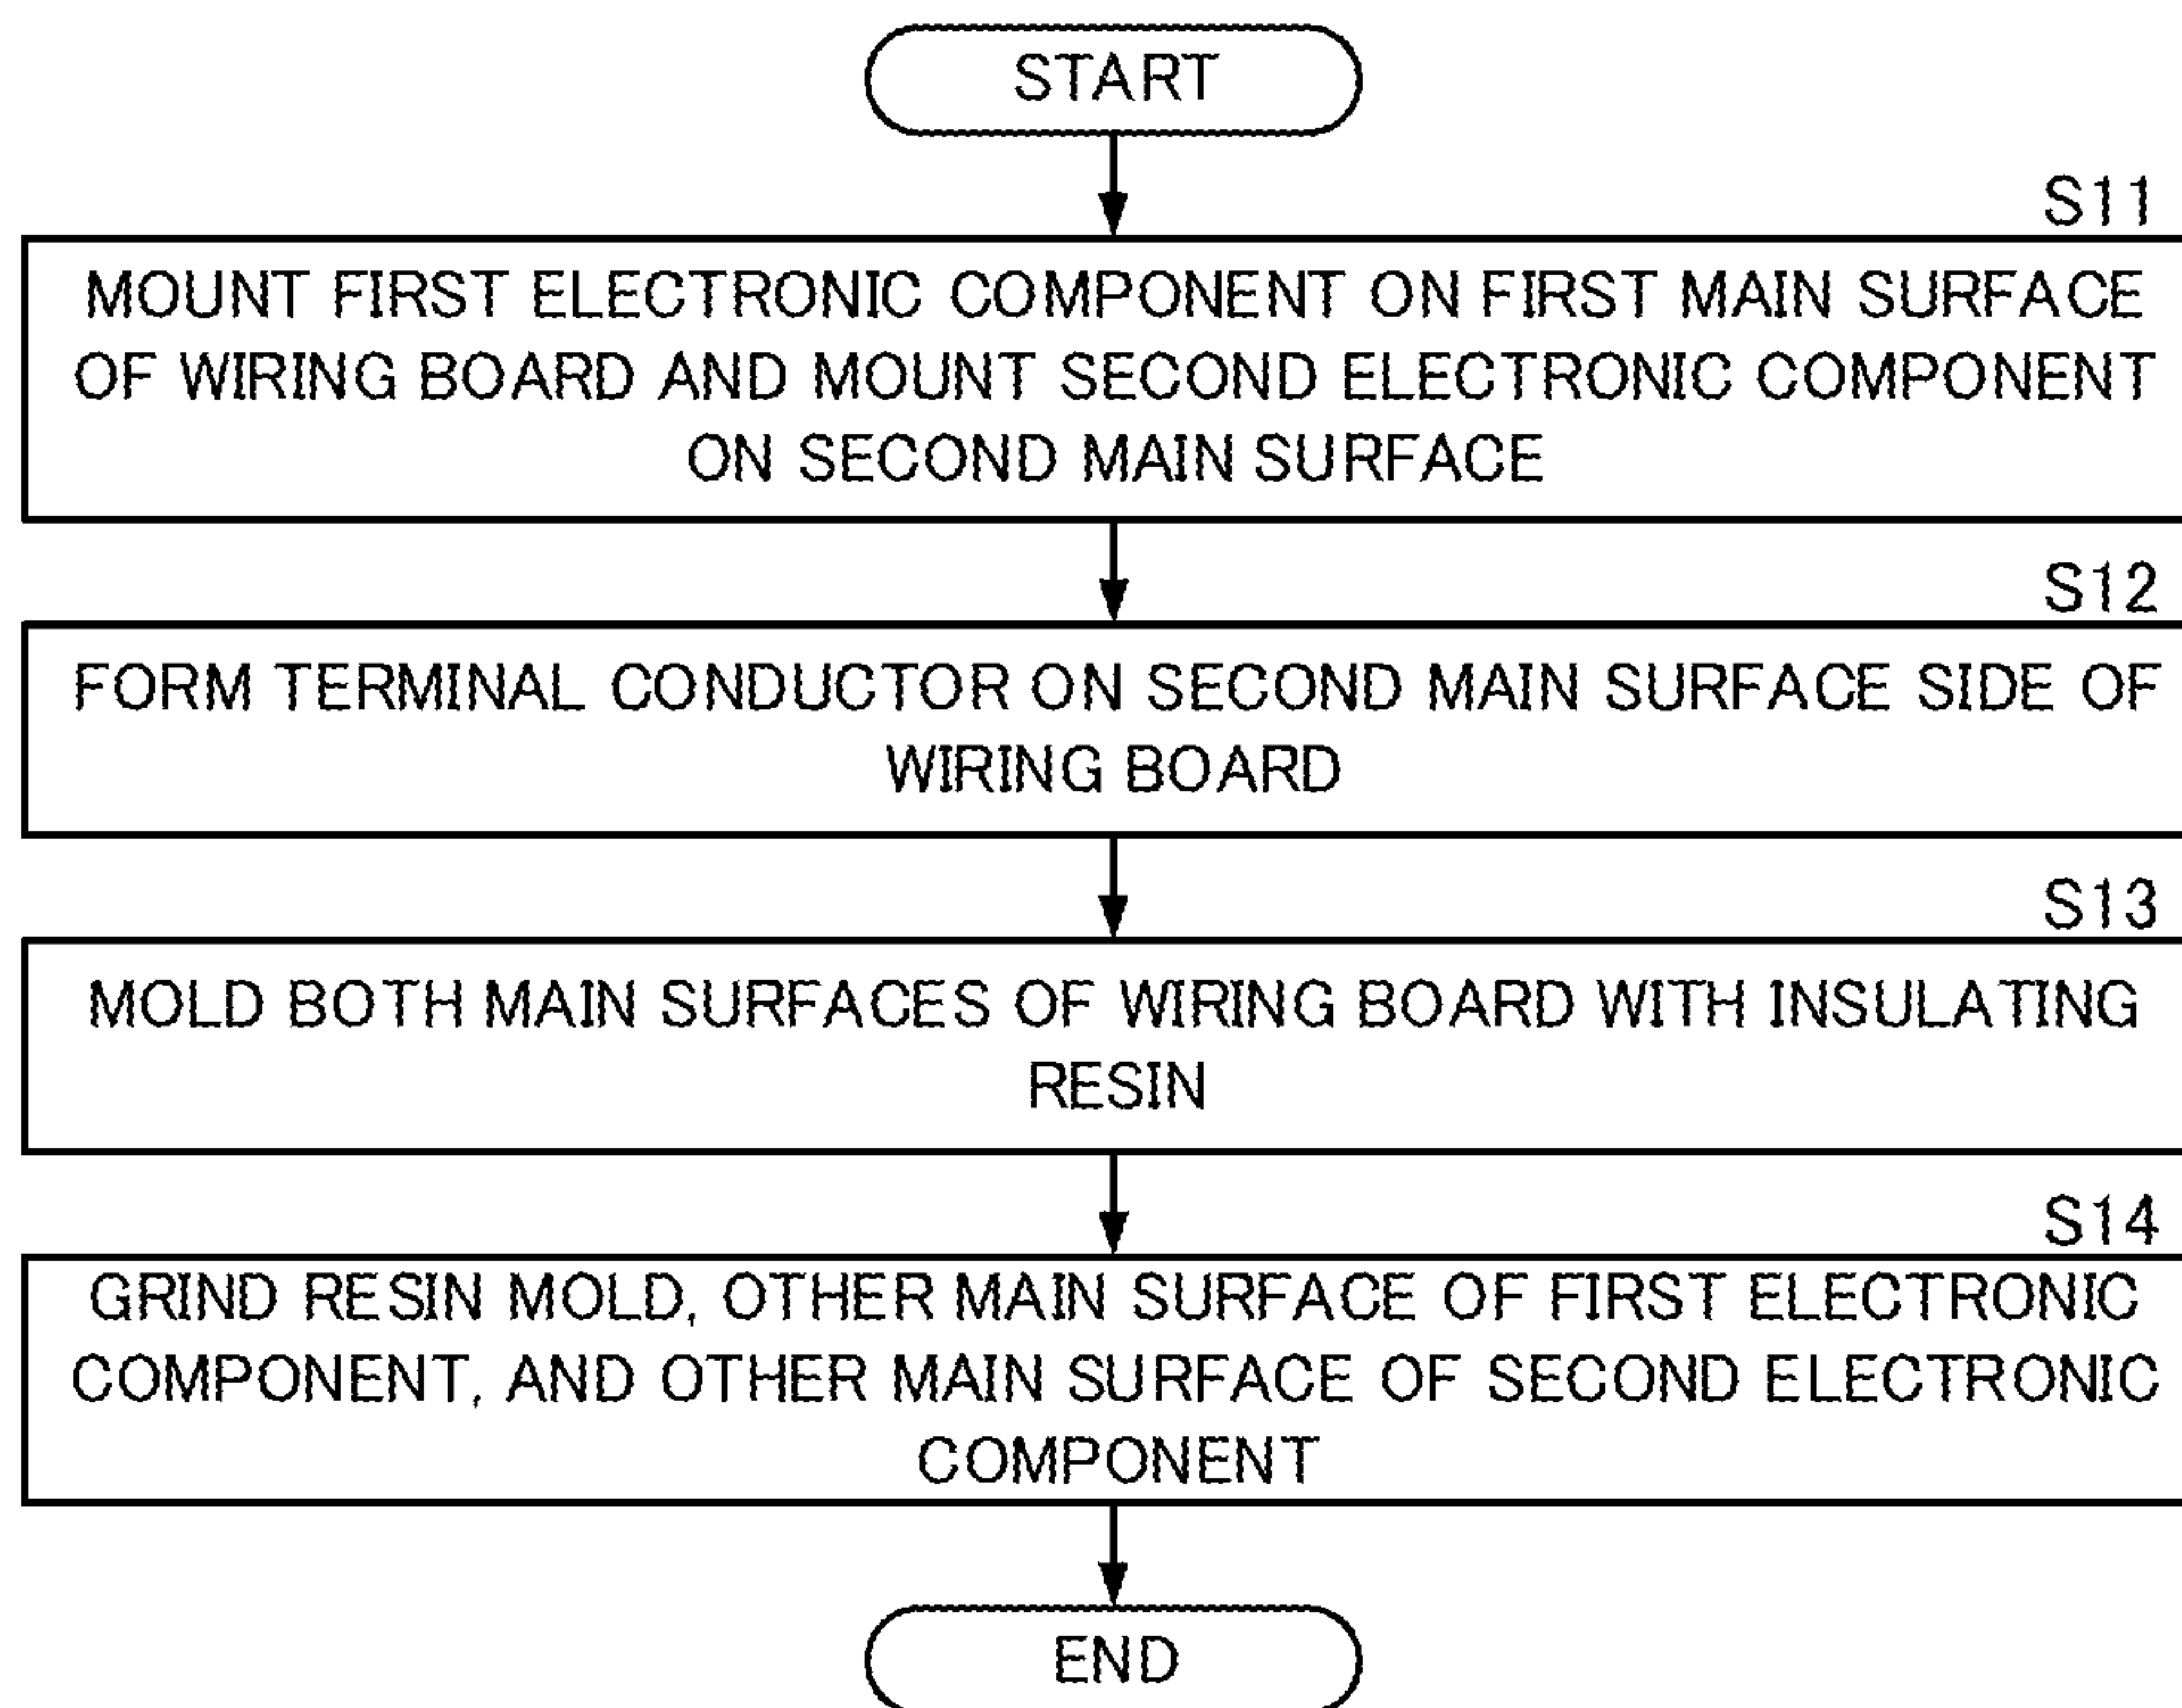 START
S11
MOUNT FIRST ELECTRONIC COMPONENT ON FIRST MAIN SURFACE
OF WIRING BOARD AND MOUNT SECOND ELECTRONIC COMPONENT
ON SECOND MAIN SURFACE
S12
FORM TERMINAL CONDUCTOR ON SECOND MAIN SURFACE SIDE OF
WIRING BOARD
S13
MOLD BOTH MAIN SURFACES OF WIRING BOARD WITH INSULATING
RESIN
S14
GRIND RESIN MOLD, OTHER MAIN SURFACE OF FIRST ELECTRONIC
COMPONENT, AND OTHER MAIN SURFACE OF SECOND ELECTRONIC
COMPONENT
END